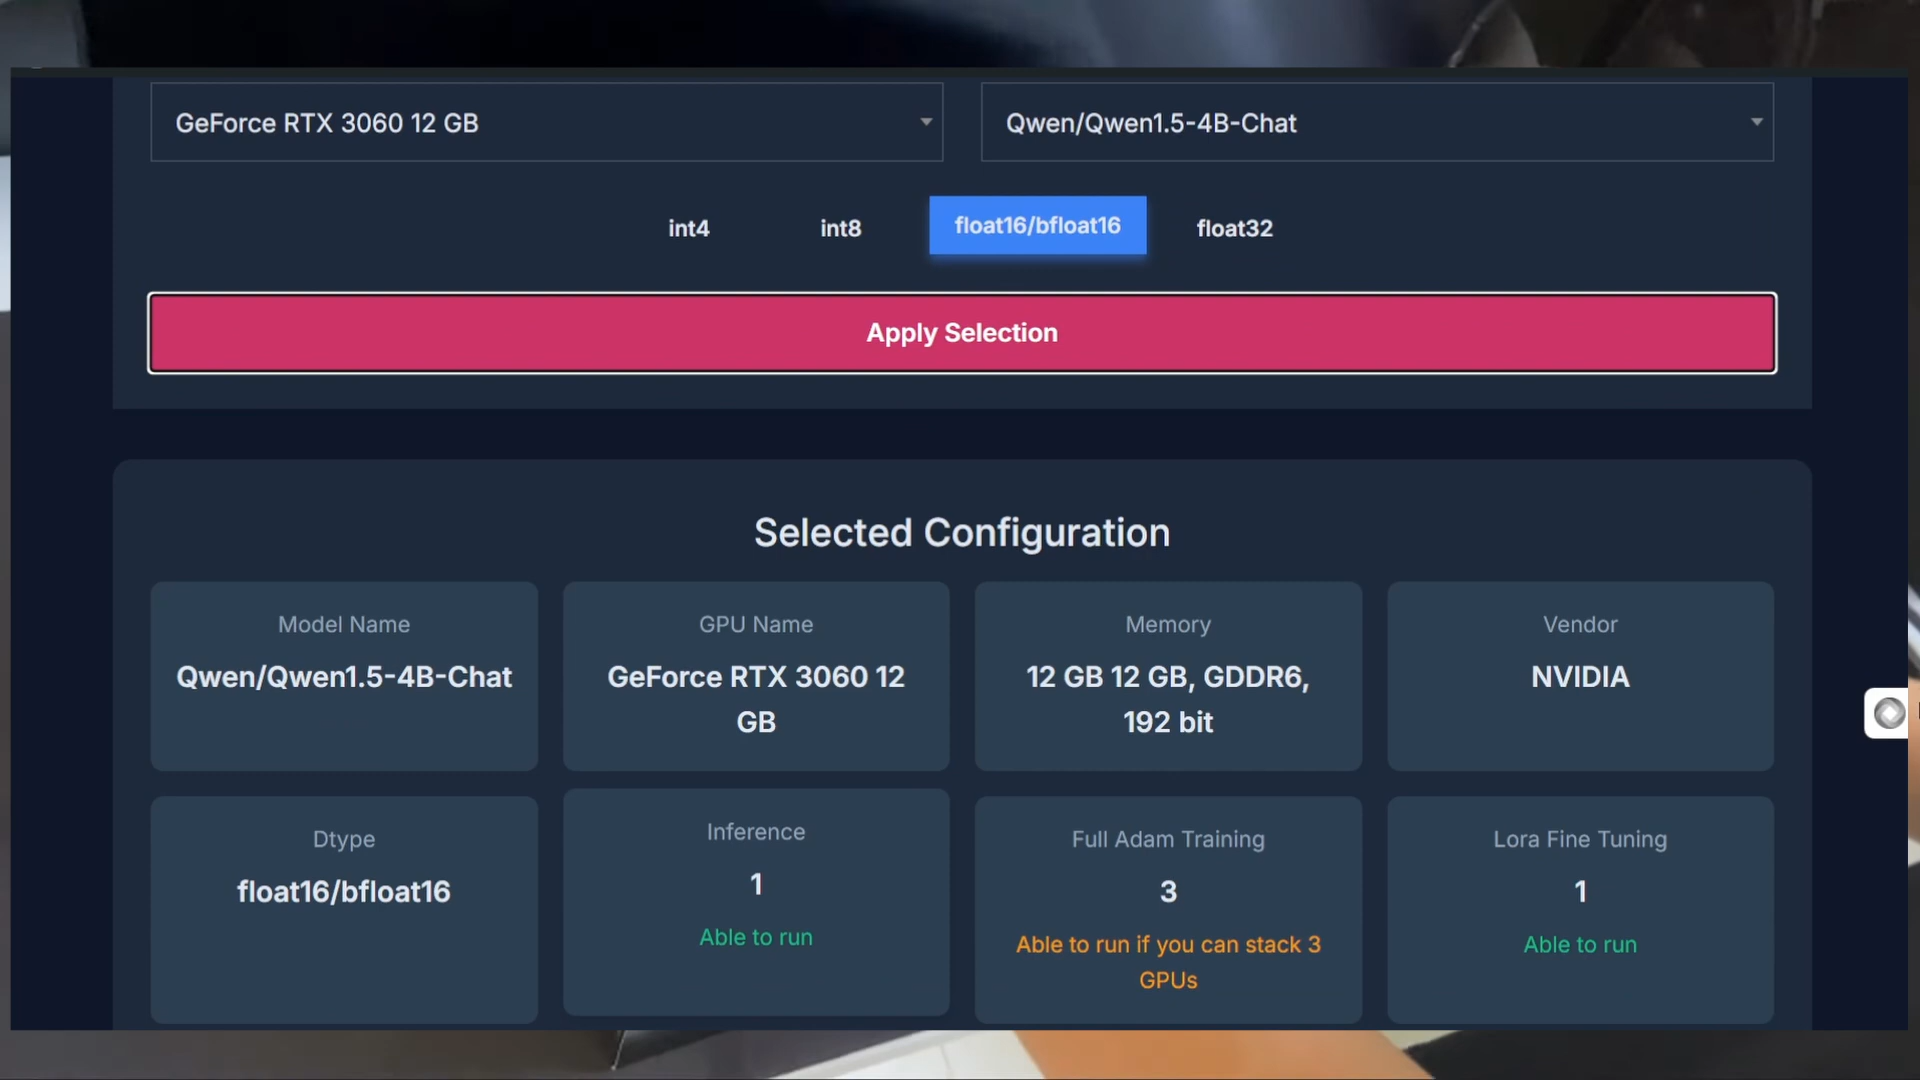 GeForce RTX 3060 12 GB
Qwen/Qwen1.5-4B-Chat
int4
int8
float16/bfloat16
float32
Apply Selection
Selected Configuration
Model Name
Qwen/Qwen1.5-4B-Chat
GPU Name
GeForce RTX 3060 12
GB
Memory
12 GB 12 GB, GDDR6,
192 bit
Vendor
NVIDIA
Dtype
float16/bfloat16
Inference
1
Able to run
Full Adam Training
3
Able to run if you can stack 3
GPUs
Lora Fine Tuning
1
Able to run